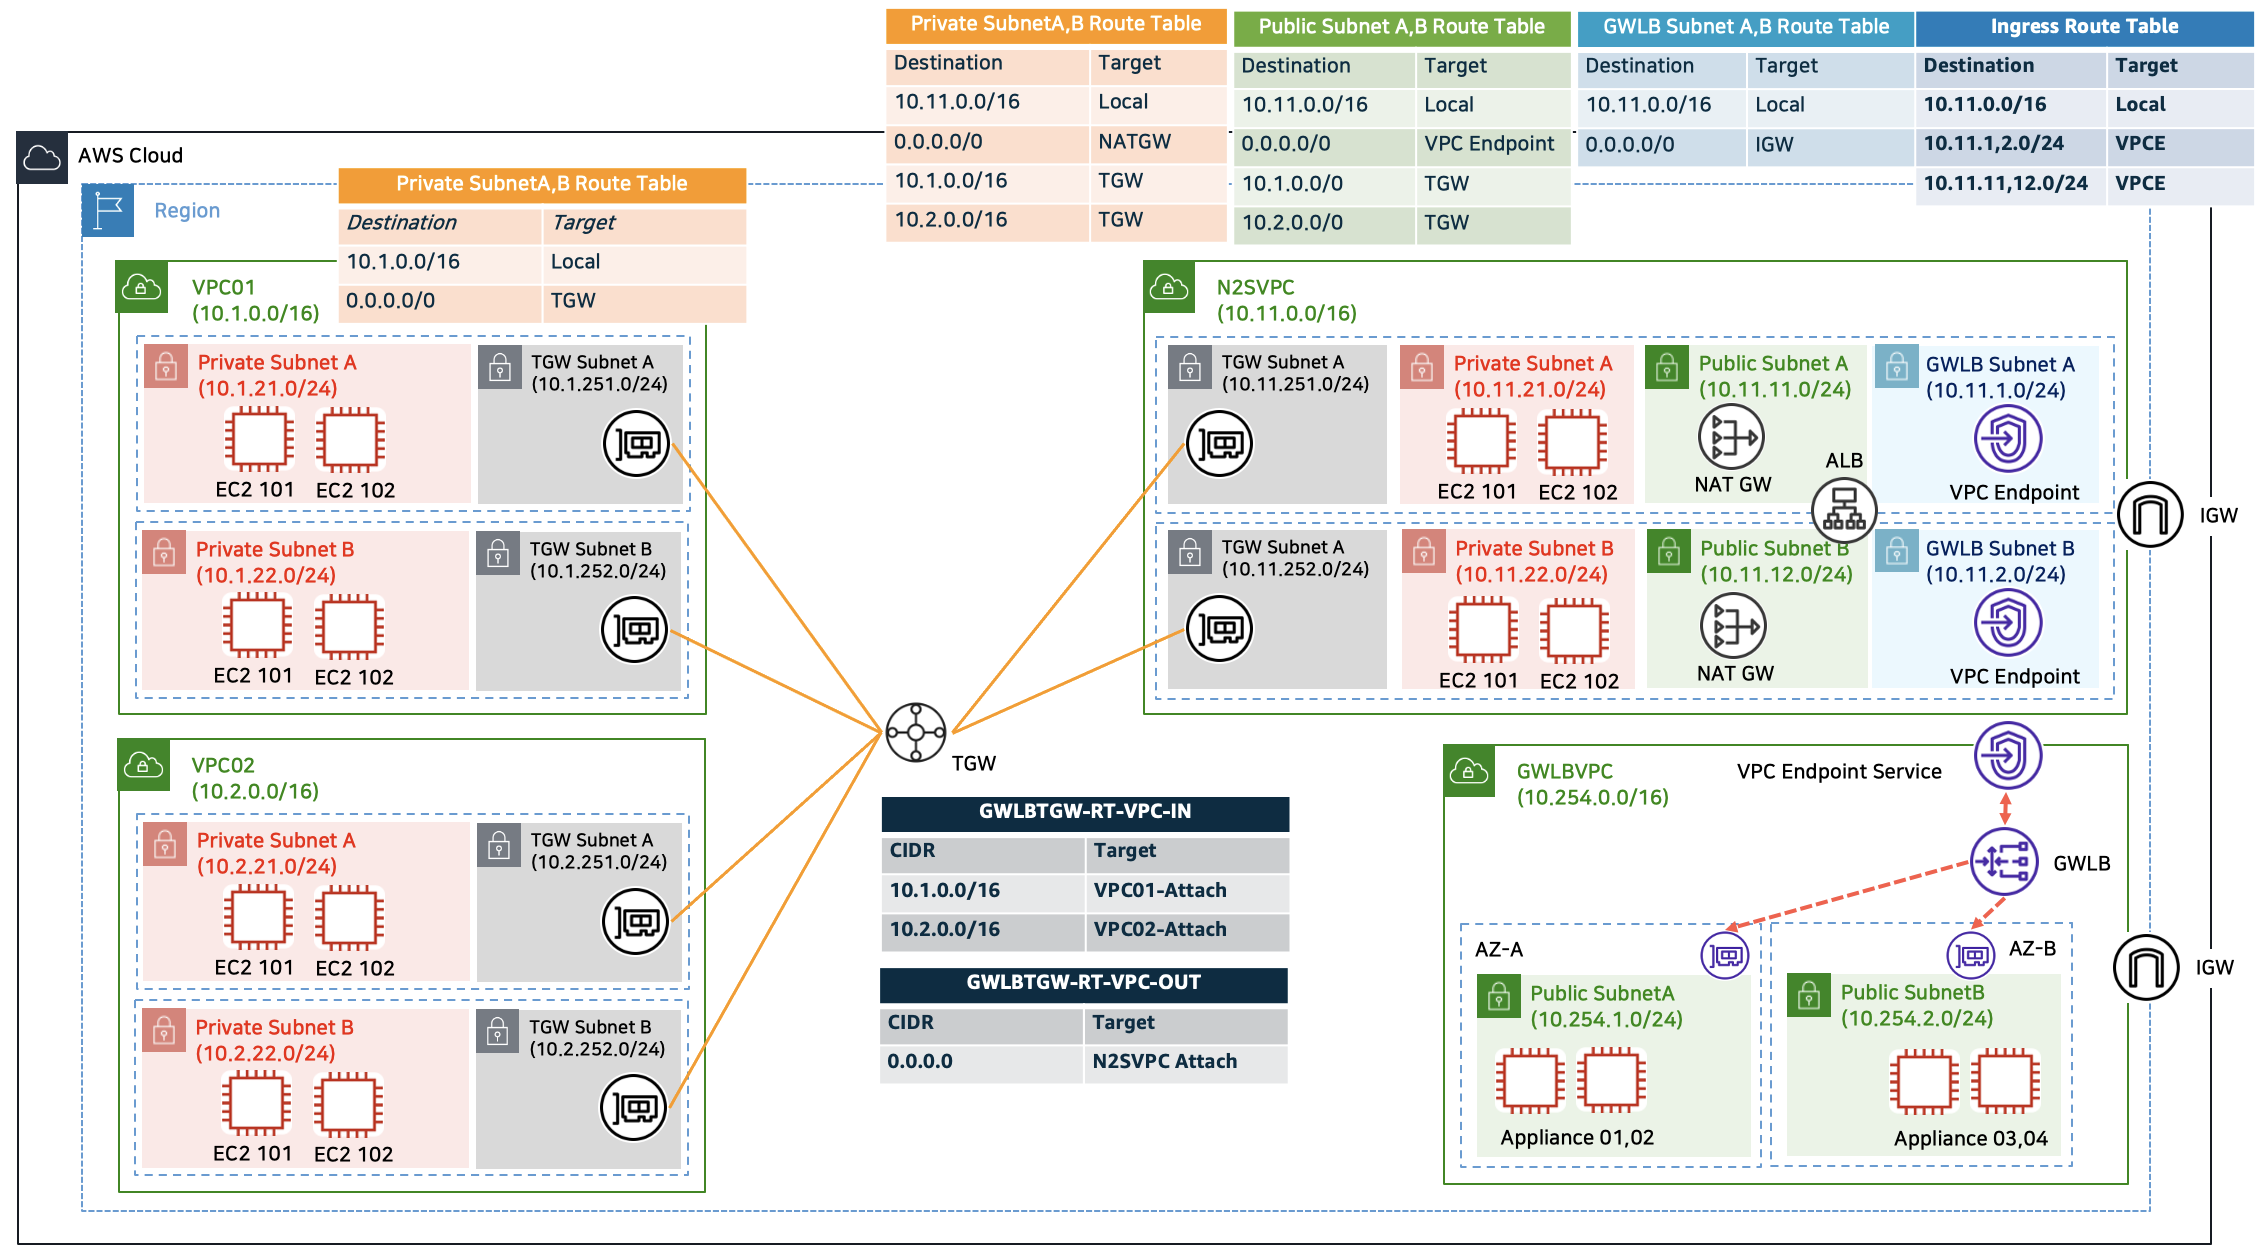 Private SubnetA,B Route Table
Destination Target
10.11.0.0/16 Local
0.0.0.0/0 NATGW
10.1.0.0/16 TGW
10.2.0.0/16 TGW
Public Subnet A,B Route Table
Destination Target
10.11.0.0/16 Local
0.0.0.0/0 VPC Endpoint
10.1.0.0/0 TGW
10.2.0.0/0 TGW
GWLB Subnet A,B Route Table
Destination Target
10.11.0.0/16 Local
0.0.0.0/0 IGW
Ingress Route Table
Destination Target
10.11.0.0/16 Local
10.11.1,2.0/24 VPCE
10.11.11,12.0/24 VPCE
AWS Cloud
Region
Private SubnetA,B Route Table
Destination Target
10.1.0.0/16 Local
0.0.0.0/0 TGW
VPC01
(10.1.0.0/16)
Private Subnet A
(10.1.21.0/24)
EC2 101 EC2 102
TGW Subnet A
(10.1.251.0/24)
Private Subnet B
(10.1.22.0/24)
EC2 101 EC2 102
TGW Subnet B
(10.1.252.0/24)
VPC02
(10.2.0.0/16)
Private Subnet A
(10.2.21.0/24)
EC2 101 EC2 102
TGW Subnet A
(10.2.251.0/24)
Private Subnet B
(10.2.22.0/24)
EC2 101 EC2 102
TGW Subnet B
(10.2.252.0/24)
TGW
GWLBTGW-RT-VPC-IN
CIDR Target
10.1.0.0/16 VPC01-Attach
10.2.0.0/16 VPC02-Attach
GWLBTGW-RT-VPC-OUT
CIDR Target
0.0.0.0 N2SVPC Attach
N2SVPC
(10.11.0.0/16)
TGW Subnet A
(10.11.251.0/24)
Private Subnet A
(10.11.21.0/24)
EC2 101 EC2 102
Public Subnet A
(10.11.11.0/24)
NAT GW
ALB
GWLB Subnet A
(10.11.1.0/24)
VPC Endpoint
TGW Subnet A
(10.11.252.0/24)
Private Subnet B
(10.11.22.0/24)
EC2 101 EC2 102
Public Subnet B
(10.11.12.0/24)
NAT GW
GWLB Subnet B
(10.11.2.0/24)
VPC Endpoint
IGW
GWLBVPC
(10.254.0.0/16)
VPC Endpoint Service
GWLB
AZ-A
Public SubnetA
(10.254.1.0/24)
Appliance 01,02
AZ-B
Public SubnetB
(10.254.2.0/24)
Appliance 03,04
IGW